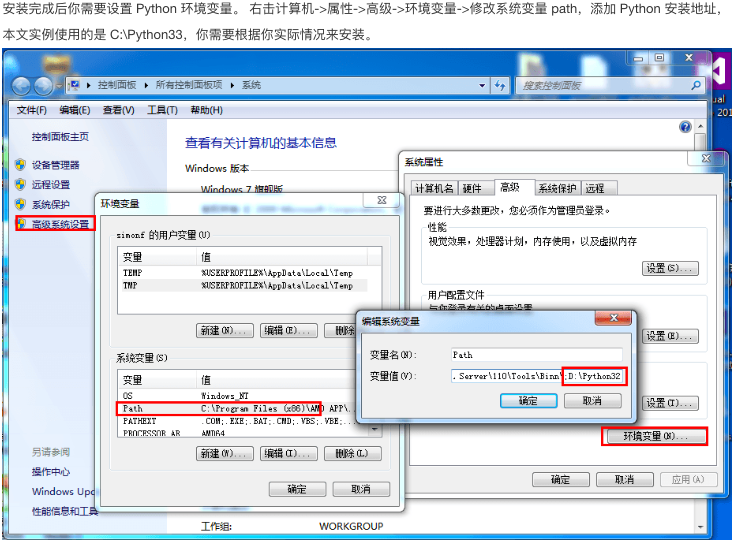 安装完成后你需要设置 Python 环境变量。 右击计算机->属性->高级->环境变量->修改系统变量 path，添加 Python 安装地址，
本文实例使用的是 C:\Python33，你需要根据你实际情况来安装。
控制面板 ▸ 所有控制面板项 ▸ 系统
搜索控制面板
文件(F) 编辑(E) 查看(V) 工具(T) 帮助(H)
控制面板主页
设备管理器
远程设置
系统保护
高级系统设置
另请参阅
操作中心
Windows Upd
性能信息和工具
查看有关计算机的基本信息
Windows 版本
Windows 7 旗舰版
工作组: WORKGROUP
环境变量
simonf 的用户变量(U)
变量 值
TEMP %USERPROFILE%\AppData\Local\Temp
TMP %USERPROFILE%\AppData\Local\Temp
新建(N)... 编辑(E)... 删除
系统变量(S)
变量 值
OS Windows_NT
Path C:\Program Files (x86)\AMD APP\...
PATHEXT .COM;.EXE;.BAT;.CMD;.VBS;.VBE;...
PROCESSOR_AR AMD64
新建(W)... 编辑(I)... 删除(L)
确定 取消
系统属性
计算机名 硬件 高级 系统保护 远程
要进行大多数更改，您必须作为管理员登录。
性能
视觉效果，处理器计划，内存使用，以及虚拟内存
设置(S)...
用户配置文件
与您登录有关的桌面设置
设置(E)...
设置(T)...
环境变量(N)...
确定 取消 应用(A)
编辑系统变量
变量名(N): Path
变量值(V): . Server\110\Tools\Binn\;D:\Python32
确定 取消
ual
201